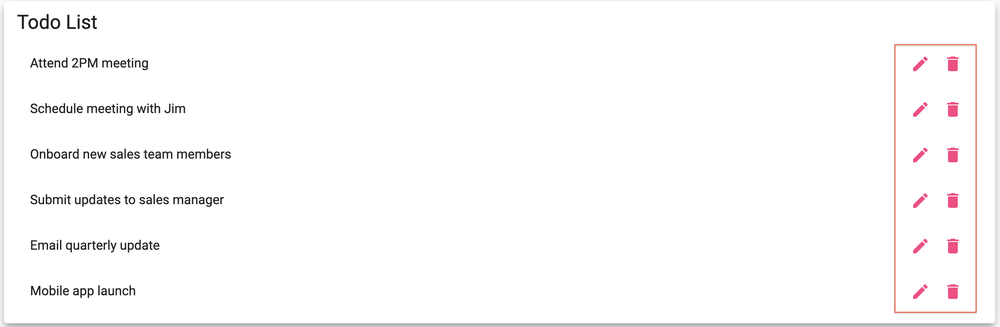 Todo List
Attend 2PM meeting
Schedule meeting with Jim
Onboard new sales team members
Submit updates to sales manager
Email quarterly update
Mobile app launch